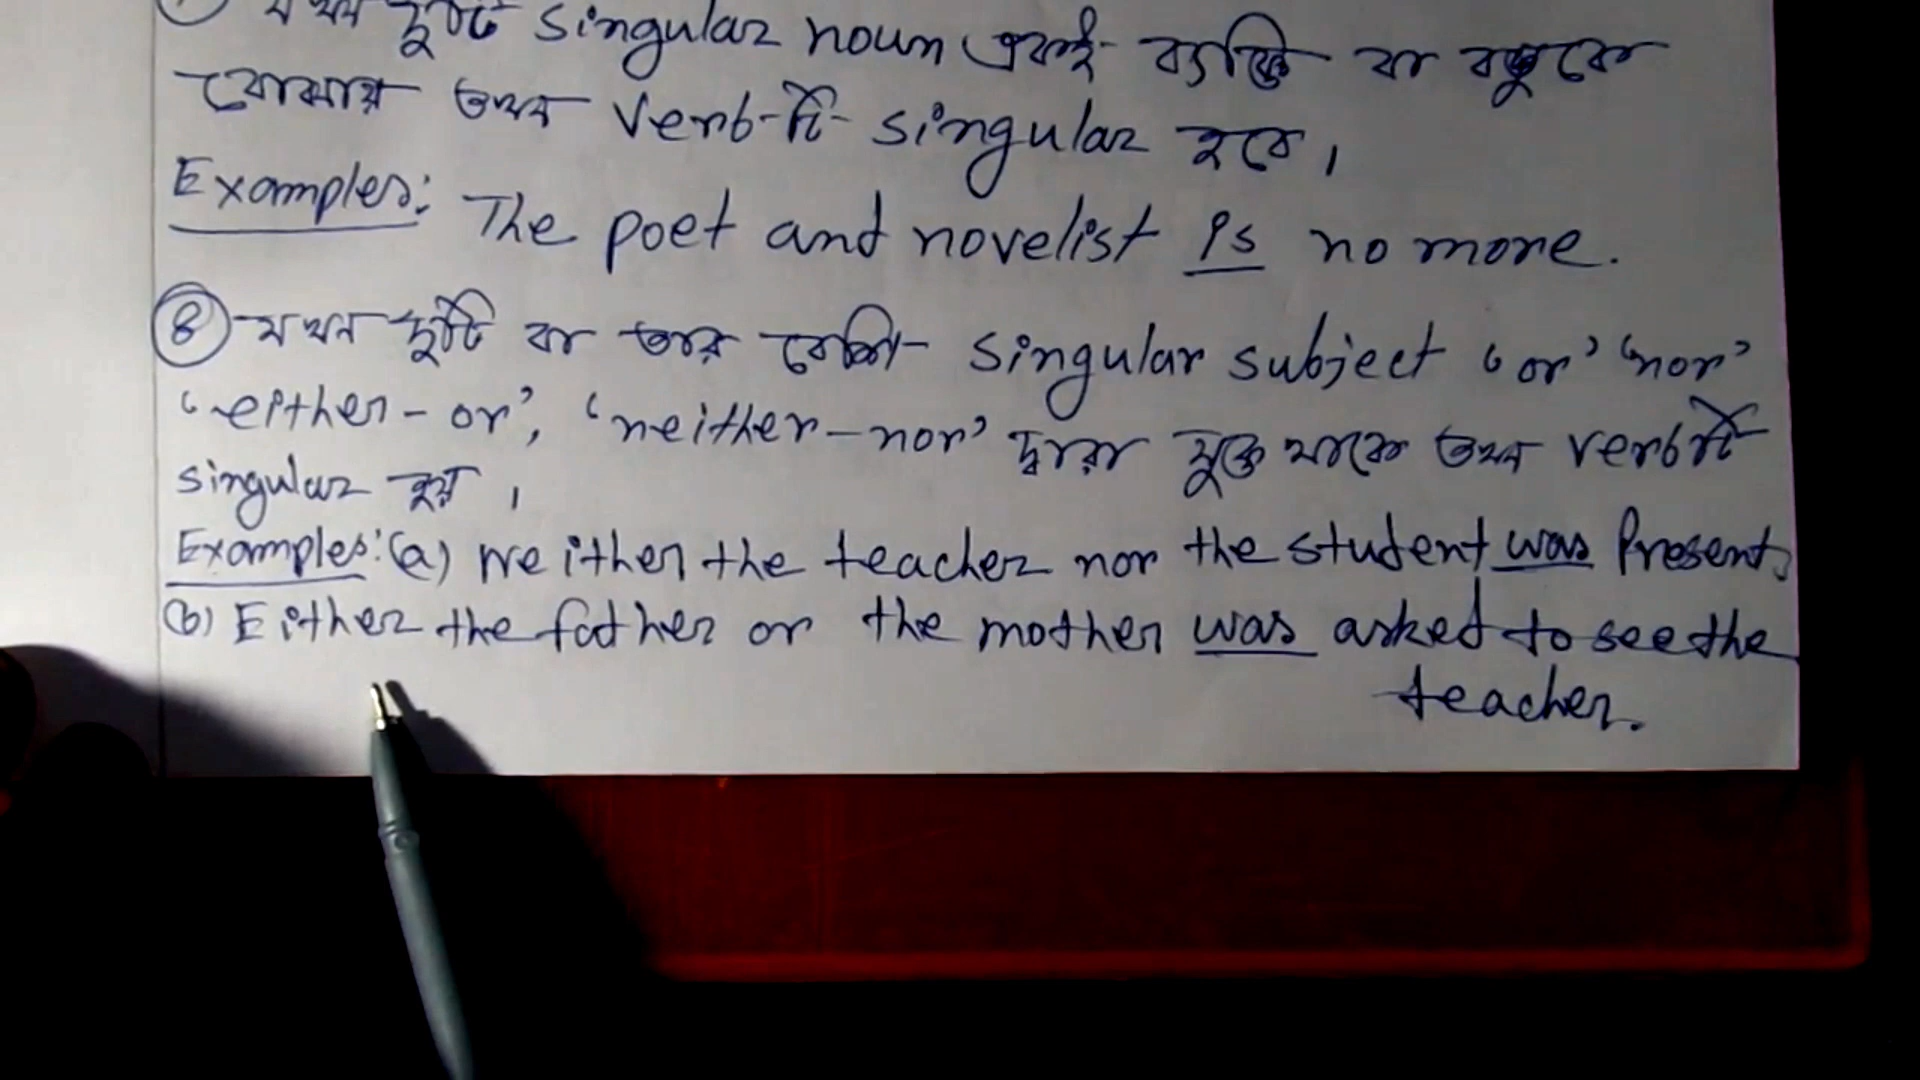 যখন দুটি singular noun একই ব্যক্তি বা বস্তুকে
বোঝায় তখন verb-টি singular হবে।
Examples: The poet and novelist is no more.
⑧ যখন দুটি বা তার বেশি singular subject 'or' 'nor'
'either-or', 'neither-nor' দ্বারা যুক্ত থাকে তখন verbটি
singular হয়।
Examples: (a) Neither the teacher nor the student was Present.
(b) Either the father or the mother was asked to see the
teacher.